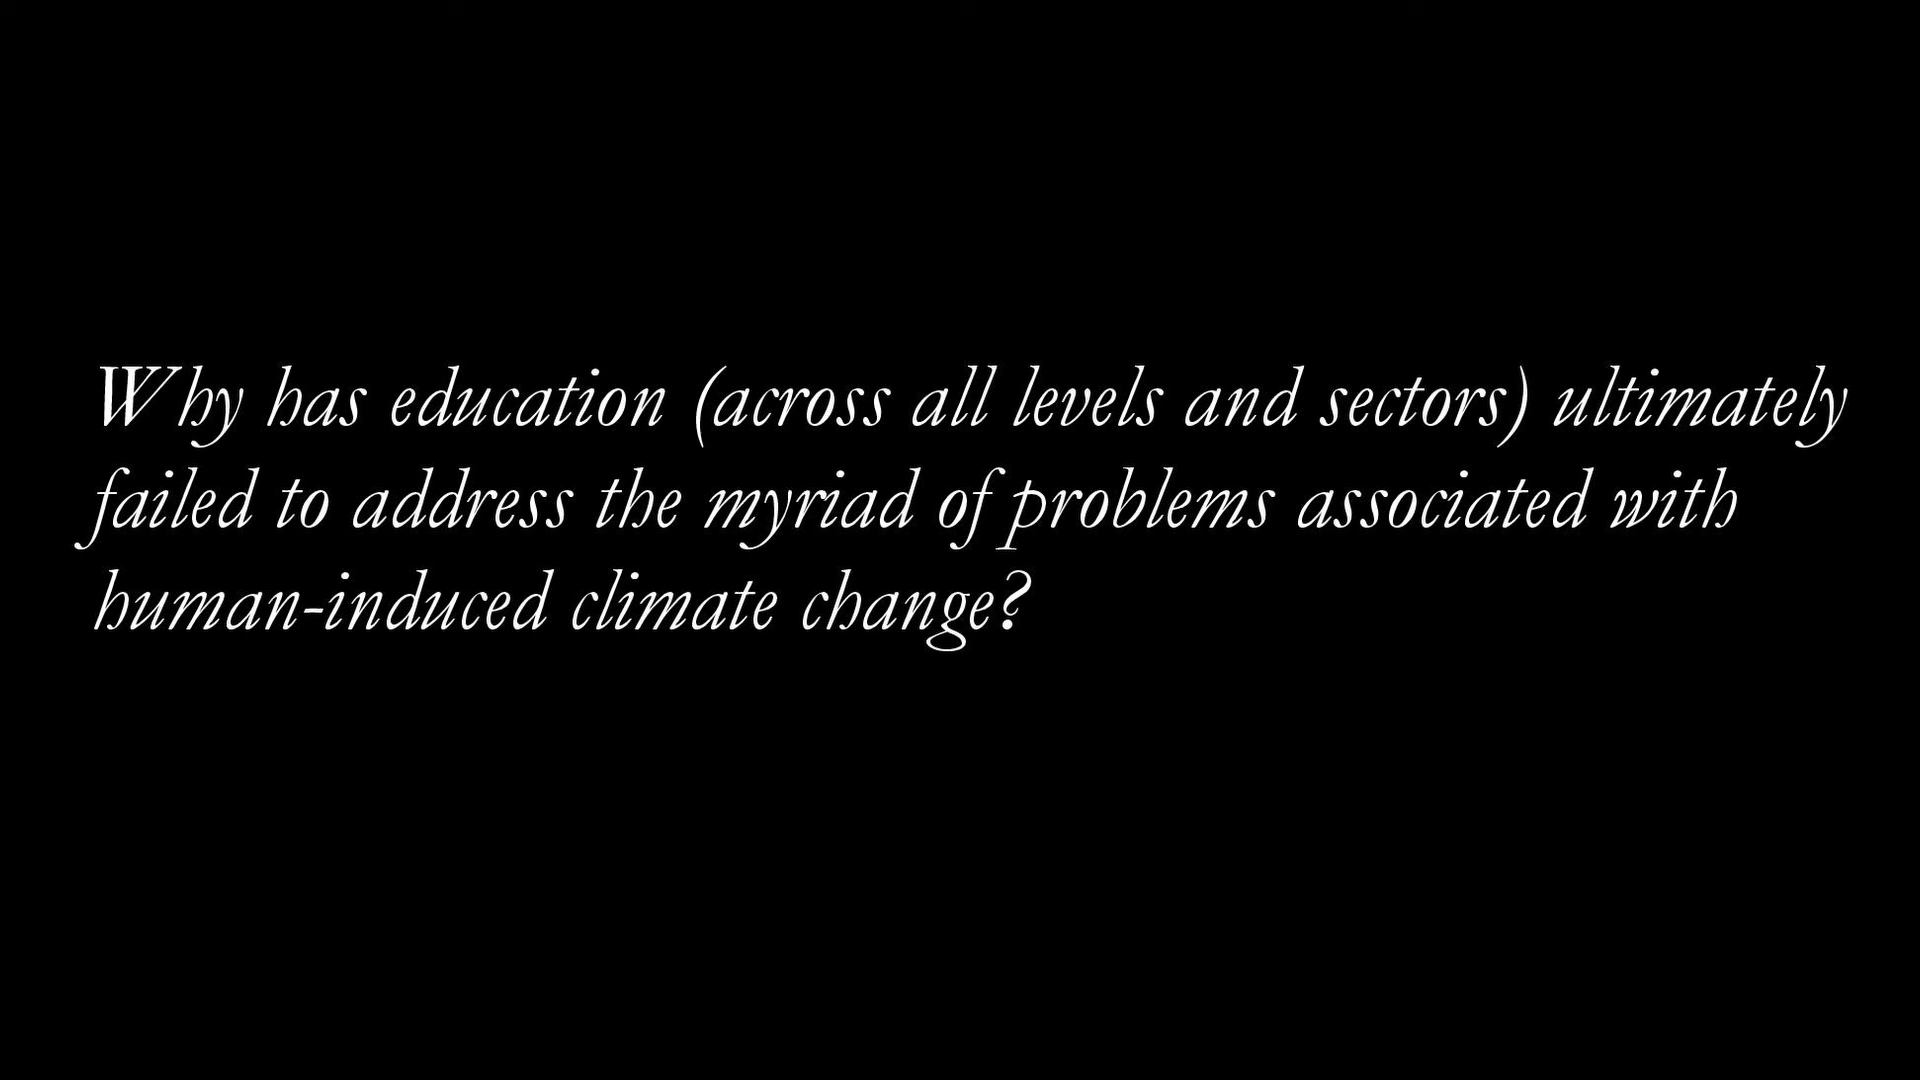 Why has education (across all levels and sectors) ultimately
failed to address the myriad of problems associated with
human-induced climate change?